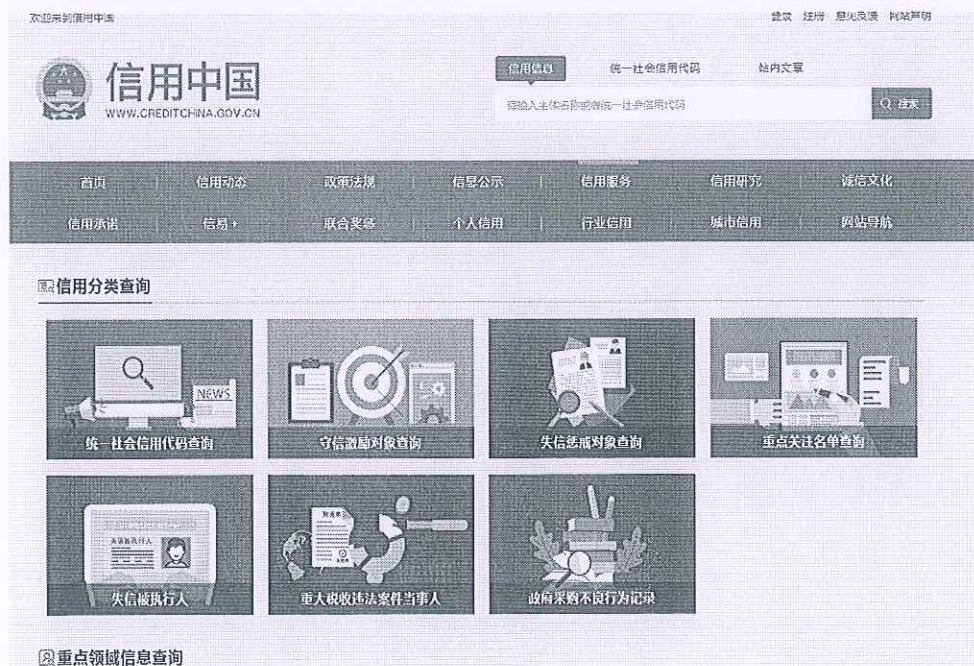 欢迎来到信用中国
登录 注册 意见反馈 网站声明
信用中国
WWW.CREDITCHINA.GOV.CN
信用信息 统一社会信用代码 站内文章
请输入主体名称或者统一社会信用代码 搜索
首页 信用动态 政策法规 信息公示 信用服务 信用研究 诚信文化
信用承诺 信易+ 联合奖惩 个人信用 行业信用 城市信用 网站导航
信用分类查询
NEWS
统一社会信用代码查询 守信激励对象查询 失信惩戒对象查询 重点关注名单查询
失信被执行人
失信被执行人 重大税收违法案件当事人 政府采购不良行为记录
重点领域信息查询